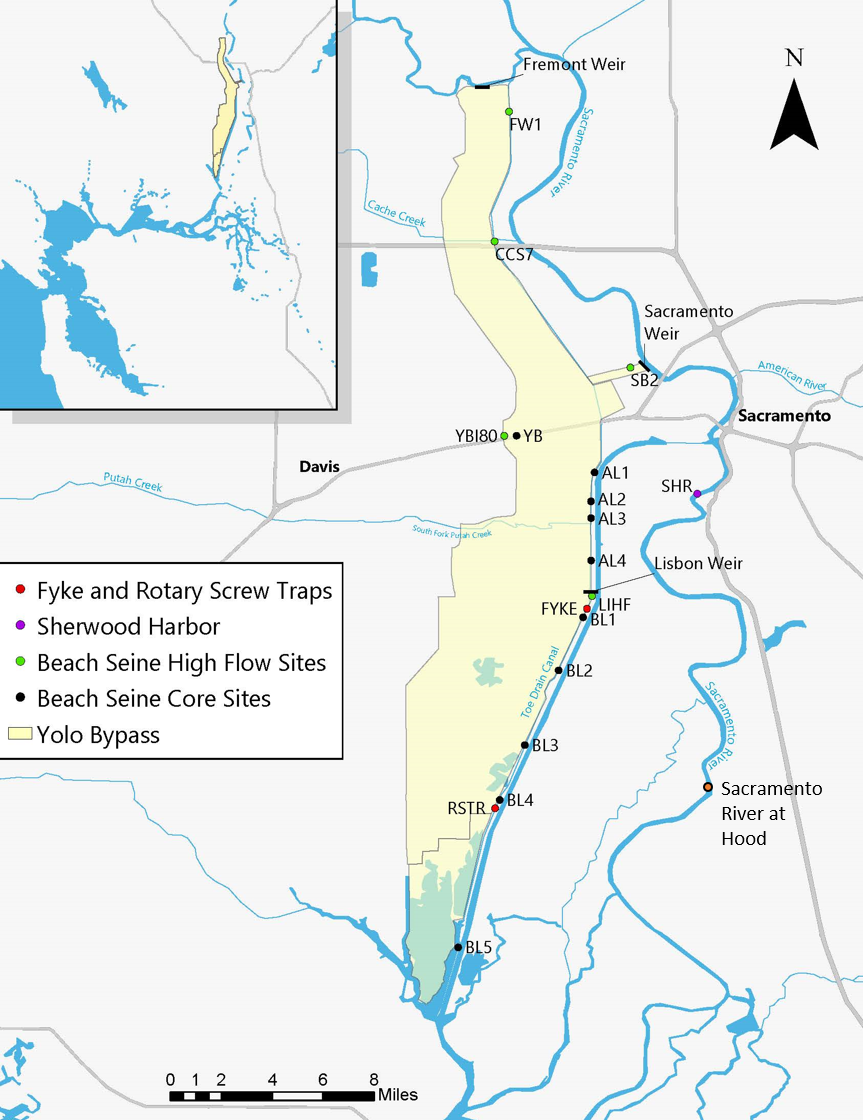 N
Fremont Weir
FW1
Sacramento River
Cache Creek
CCS7
Sacramento
Weir
SB2
American River
Sacramento
YBI80
YB
Davis
AL1
Putah Creek
SHR
AL2
AL3
South Fork Putah Creek
AL4
Lisbon Weir
LIHF
FYKE
BL1
Fyke and Rotary Screw Traps
Sherwood Harbor
Beach Seine High Flow Sites
Beach Seine Core Sites
Yolo Bypass
BL2
Toe Drain Canal
Sacramento River
BL3
Sacramento
River at
Hood
BL4
RSTR
BL5
0 1 2 4 6 8
Miles